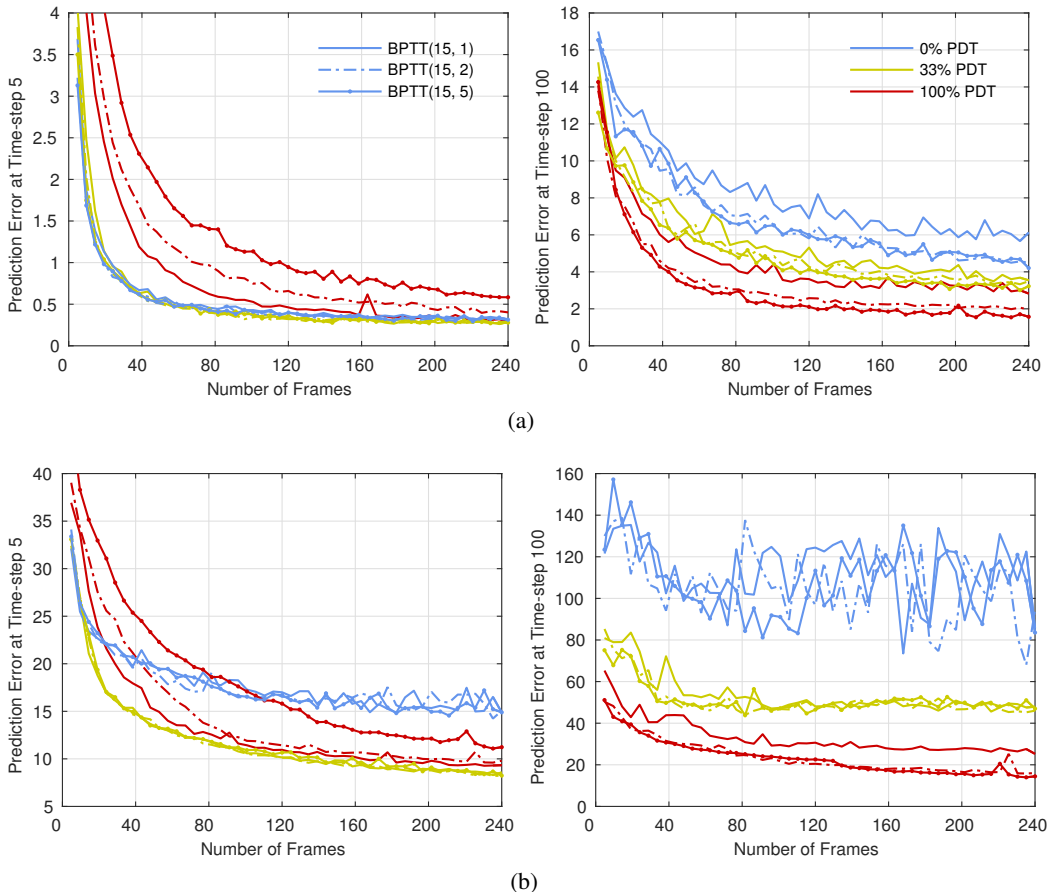 Prediction Error at Time-step 5
4
3.5
3
2.5
2
1.5
1
0.5
0
0 40 80 120 160 200 240
Number of Frames
BPTT(15, 1)
BPTT(15, 2)
BPTT(15, 5)
Prediction Error at Time-step 100
18
16
14
12
10
8
6
4
2
0
0 40 80 120 160 200 240
Number of Frames
0% PDT
33% PDT
100% PDT
(a)
Prediction Error at Time-step 5
40
35
30
25
20
15
10
5
0 40 80 120 160 200 240
Number of Frames
Prediction Error at Time-step 100
160
140
120
100
80
60
40
20
0
0 40 80 120 160 200 240
Number of Frames
(b)